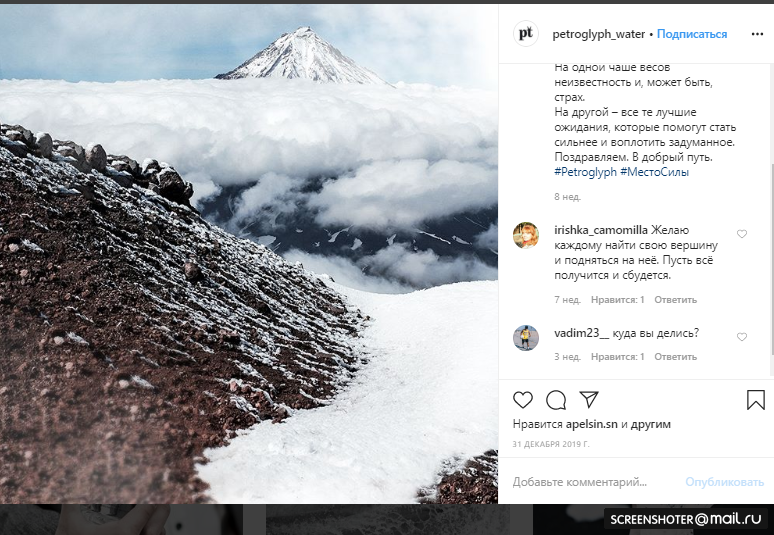 pt
petroglyph_water • Подписаться
На одной чаше весов
неизвестность и, может быть,
страх.
На другой – все те лучшие
ожидания, которые помогут стать
сильнее и воплотить задуманное.
Поздравляем. В добрый путь.
#Petroglyph #МестоСилы
8 нед.
irishka_camomilla Желаю
каждому найти свою вершину
и подняться на неё. Пусть всё
получится и сбудется.
7 нед. Нравится: 1 Ответить
vadim23__ куда вы делись?
3 нед. Нравится: 1 Ответить
Нравится apelsin.sn и другим
31 ДЕКАБРЯ 2019 Г.
Добавьте комментарий... Опубликовать
SCREENSHOTER@mail.ru